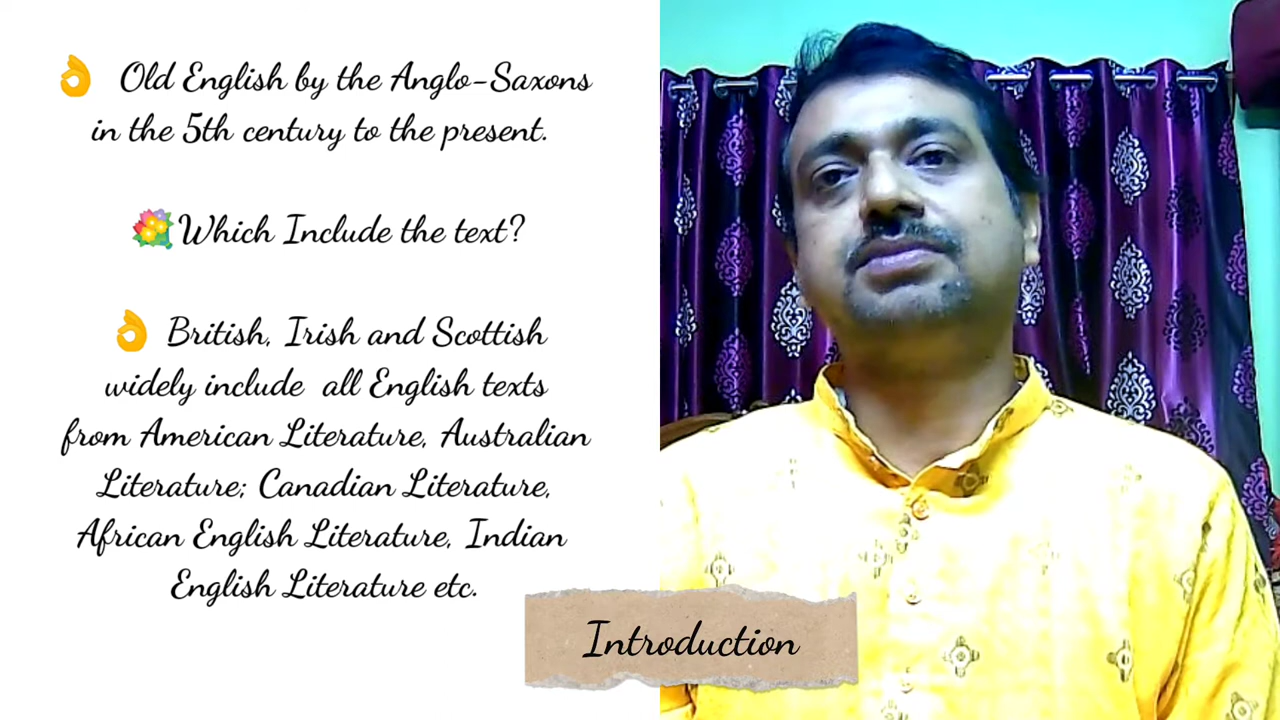 👌 Old English by the Anglo-Saxons
in the 5th century to the present.
💐Which Include the text?
👌 British, Irish and Scottish
widely include all English texts
from American Literature, Australian
Literature; Canadian Literature,
African English Literature, Indian
English Literature etc.
Introduction